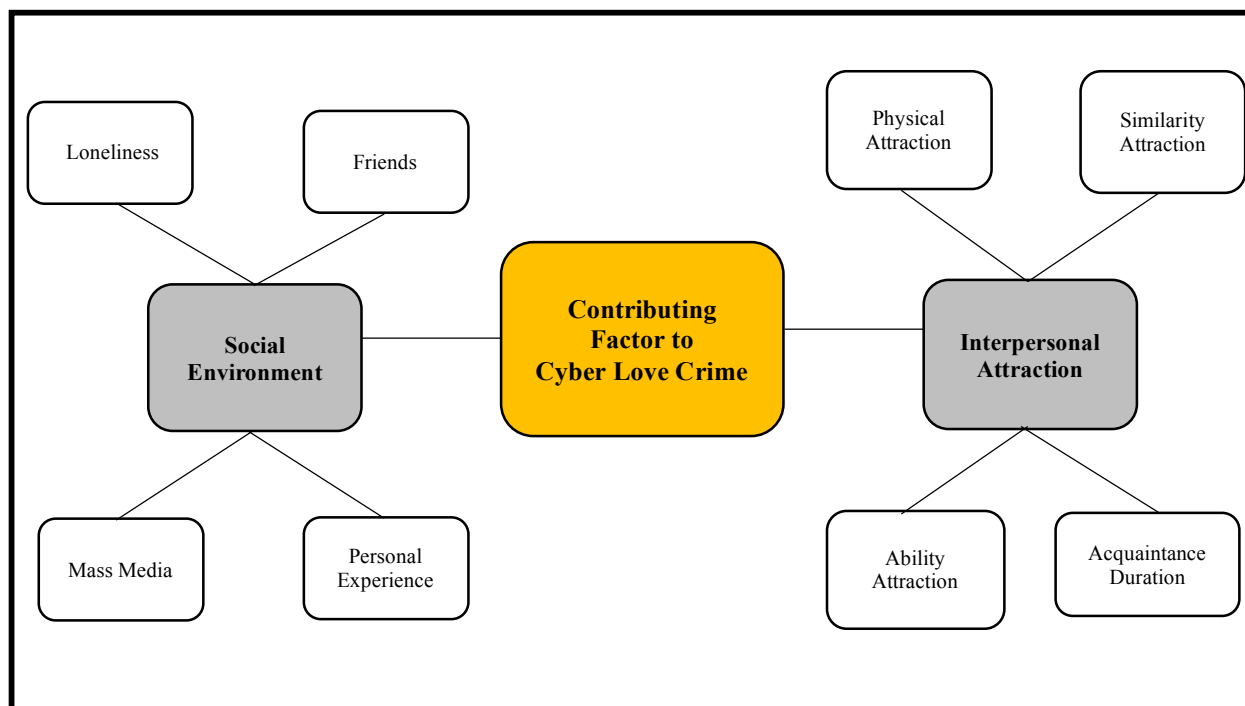 Loneliness
Friends
Physical
Attraction
Similarity
Attraction
Social
Environment
Contributing
Factor to
Cyber Love Crime
Interpersonal
Attraction
Mass Media
Personal
Experience
Ability
Attraction
Acquaintance
Duration